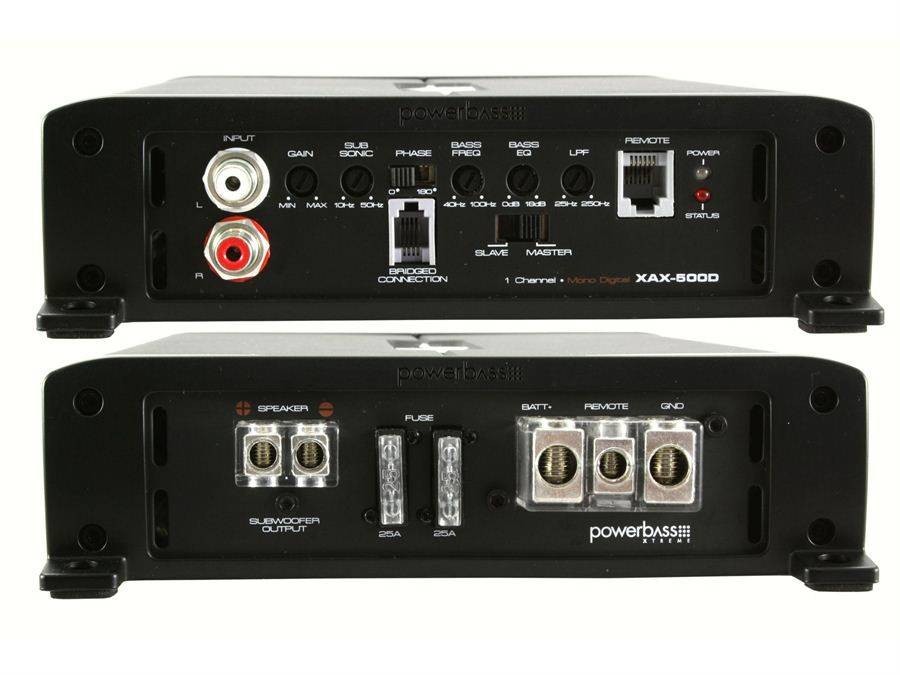 powerbass
INPUT
L
R
GAIN
MIN MAX
SUB
SONIC
10Hz 50Hz
PHASE
0° 180°
BASS
FREQ
40Hz 100Hz
BASS
EQ
0dB 18dB
LPF
25Hz 250Hz
REMOTE
POWER
STATUS
BRIDGED
CONNECTION
SLAVE MASTER
1 Channel • Mono Digital XAX-500D
powerbass
+ SPEAKER −
SUBWOOFER
OUTPUT
FUSE
25A 25A
BATT+ REMOTE GND
powerbass
XTREME